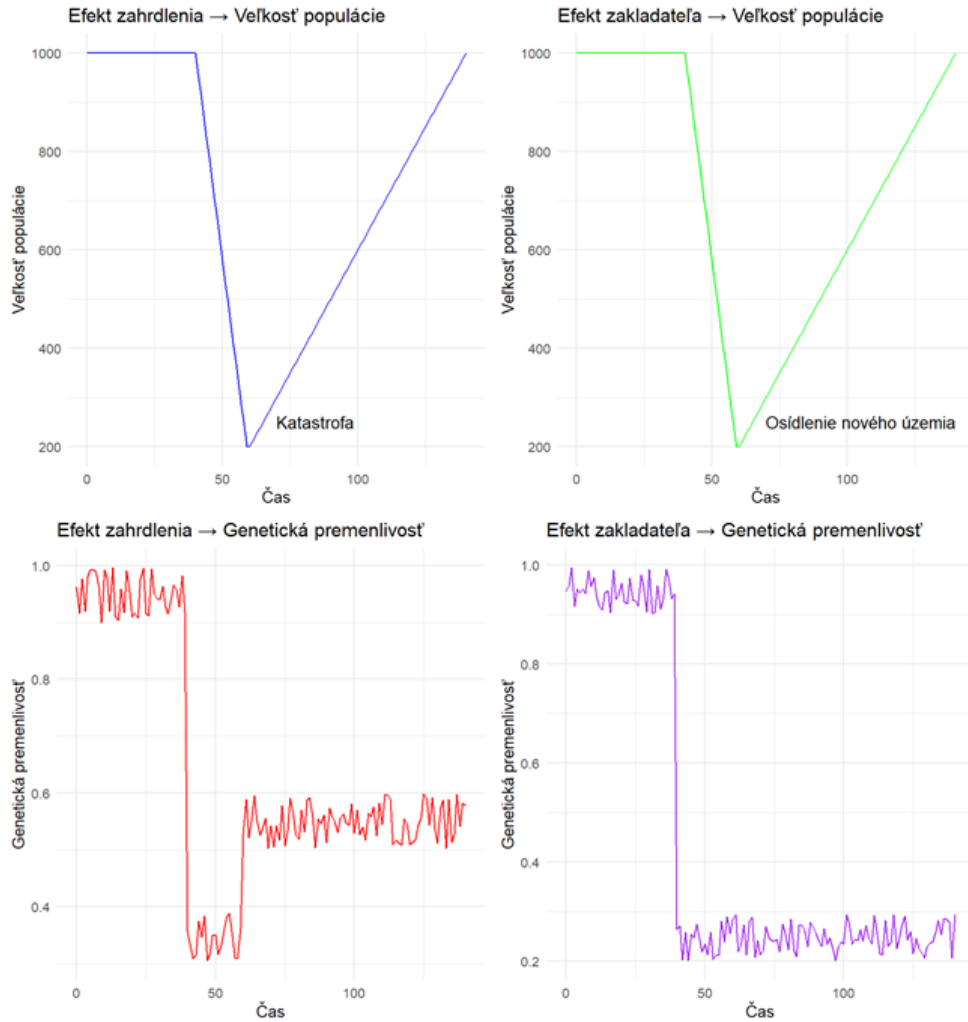 Efekt zahrdlenia → Veľkosť populácie
1000
800
600
400
200
Veľkosť populácie
Katastrofa
0
50
100
Čas
Efekt zakladateľa → Veľkosť populácie
1000
800
600
400
200
Veľkosť populácie
Osídlenie nového územia
0
50
100
Čas
Efekt zahrdlenia → Genetická premenlivosť
1.0
0.8
0.6
0.4
Genetická premenlivosť
0
50
100
Čas
Efekt zakladateľa → Genetická premenlivosť
1.0
0.8
0.6
0.4
0.2
Genetická premenlivosť
0
50
100
Čas